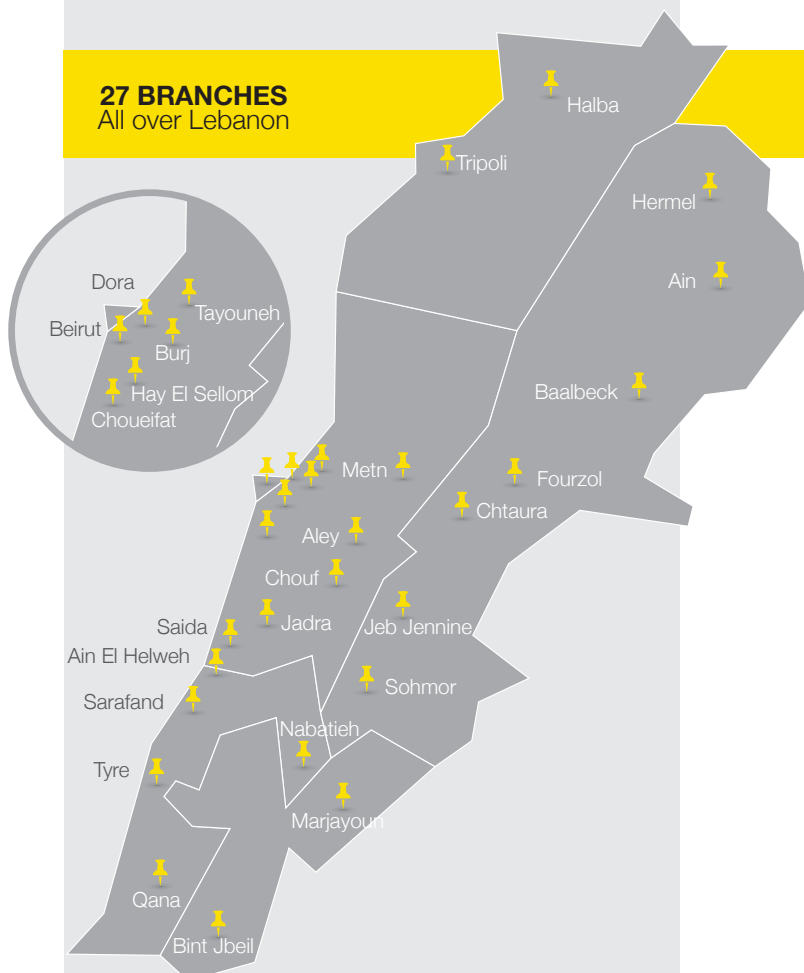 27 BRANCHES
All over Lebanon
Halba
Tripoli
Hermel
Ain
Dora
Tayouneh
Beirut
Burj
Hay El Sellom
Choueifat
Baalbeck
Metn
Fourzol
Chtaura
Aley
Chouf
Jadra
Jeb Jennine
Saida
Ain El Helweh
Sohmor
Sarafand
Nabatieh
Tyre
Marjayoun
Qana
Bint Jbeil